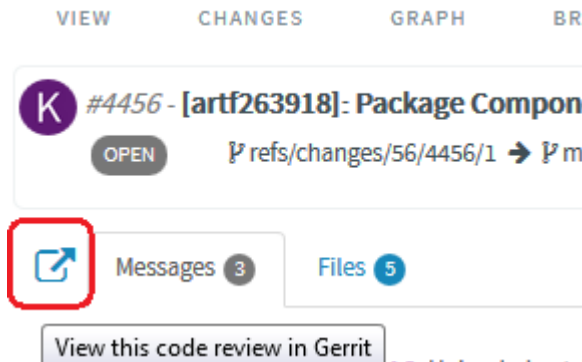 VIEW CHANGES GRAPH BR
K #4456 - [artf263918]: Package Compon
OPEN refs/changes/56/4456/1 → m
Messages 3 Files 5
View this code review in Gerrit